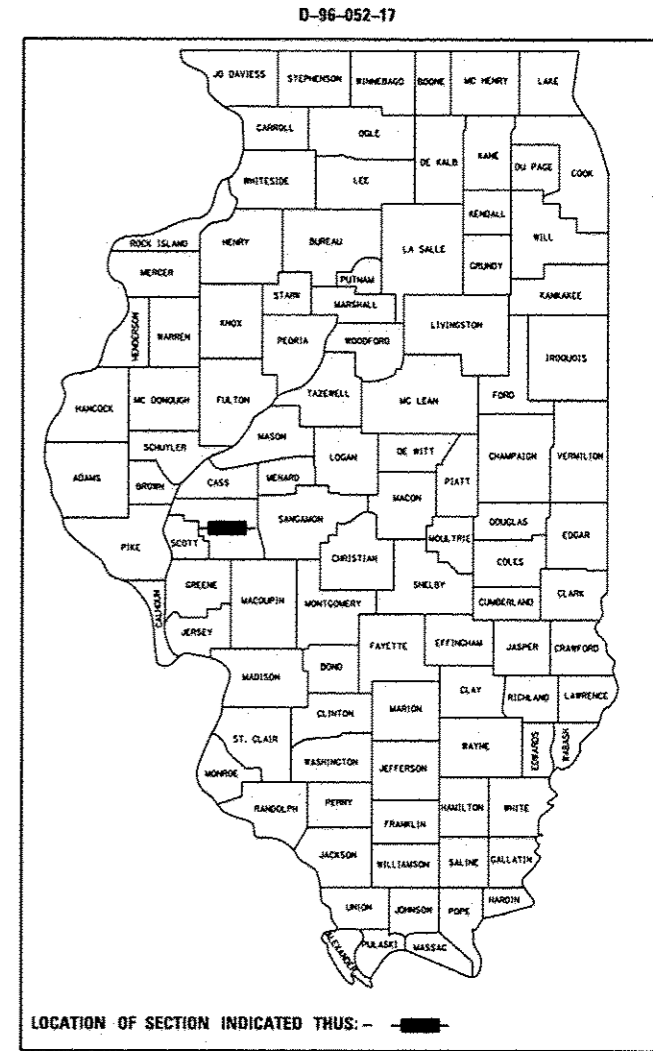 D-96-052-17
JO DAVIESS STEPHENSON WINNEBAGO BOONE MC HENRY LAKE
CARROLL OGLE DE KALB KANE DU PAGE COOK
WHITESIDE LEE
KENDALL WILL
ROCK ISLAND HENRY BUREAU LA SALLE GRUNDY
MERCER PUTNAM KANKAKEE
STARK MARSHALL
HENDERSON WARREN KNOX PEORIA WOODFORD LIVINGSTON IROQUOIS
HANCOCK MC DONOUGH FULTON TAZEWELL MC LEAN FORD
SCHUYLER MASON LOGAN DE WITT CHAMPAIGN VERMILION
ADAMS BROWN CASS MENARD MACON PIATT
PIKE SCOTT SANGAMON CHRISTIAN MOULTRIE DOUGLAS EDGAR
COLES
GREENE MACOUPIN MONTGOMERY SHELBY CUMBERLAND CLARK
CALHOUN JERSEY
FAYETTE EFFINGHAM JASPER CRAWFORD
MADISON BOND
CLAY RICHLAND LAWRENCE
CLINTON MARION
ST. CLAIR WAYNE EDWARDS WABASH
MONROE WASHINGTON JEFFERSON
RANDOLPH PERRY HAMILTON WHITE
FRANKLIN
JACKSON WILLIAMSON SALINE GALLATIN
UNION JOHNSON POPE HARDIN
ALEXANDER PULASKI MASSAC
LOCATION OF SECTION INDICATED THUS: -